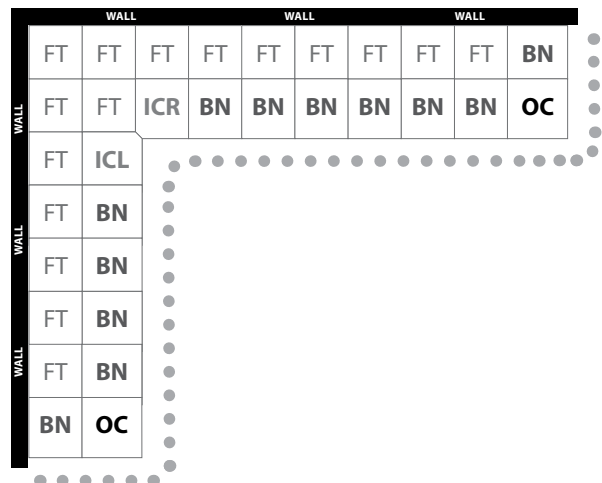 WALL WALL WALL
FT FT FT FT FT FT FT FT FT BN
FT FT ICR BN BN BN BN BN BN OC
WALL
FT ICL
FT BN
WALL
FT BN
FT BN
FT BN
WALL
BN OC